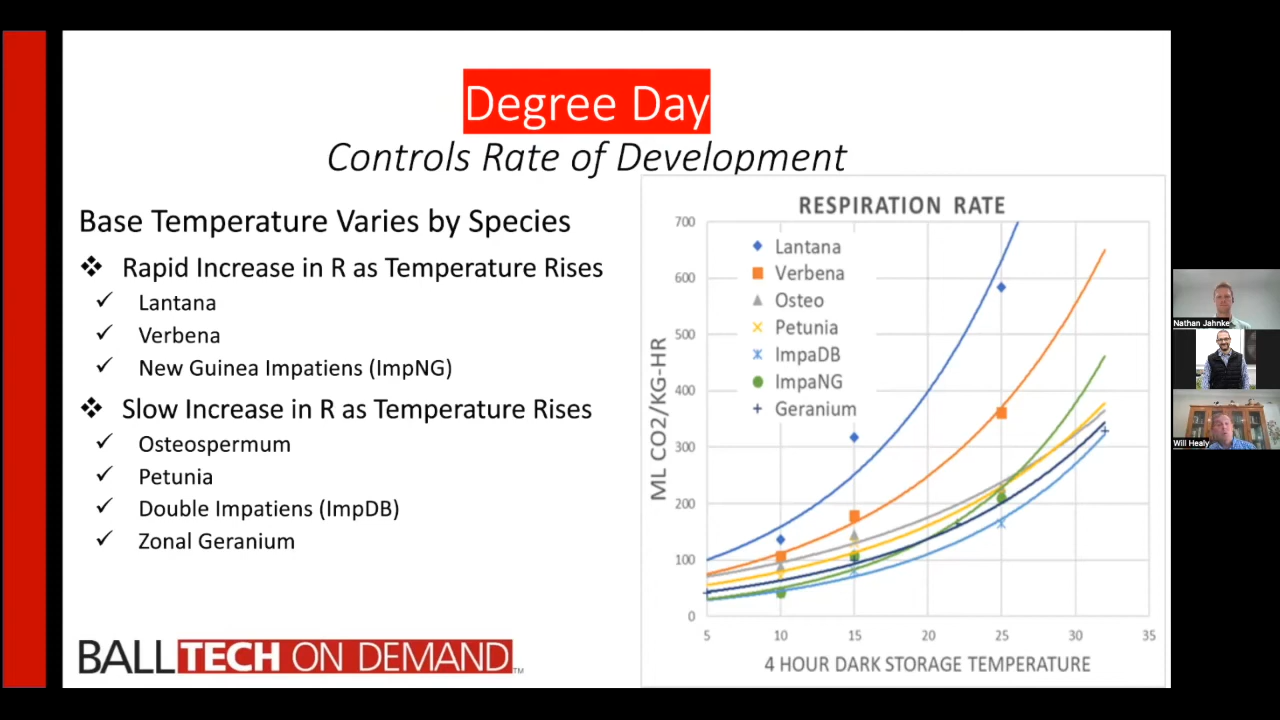 Degree Day
Controls Rate of Development
Base Temperature Varies by Species
Rapid Increase in R as Temperature Rises
Lantana
Verbena
New Guinea Impatiens (ImpNG)
Slow Increase in R as Temperature Rises
Osteospermum
Petunia
Double Impatiens (ImpDB)
Zonal Geranium
BALL TECH ON DEMAND™
RESPIRATION RATE
700
600
500
400
300
200
100
0
ML CO2/KG-HR
Lantana
Verbena
Osteo
Petunia
ImpaDB
ImpaNG
Geranium
5 10 15 20 25 30 35
4 HOUR DARK STORAGE TEMPERATURE
Nathan Jahnke
Will Healy